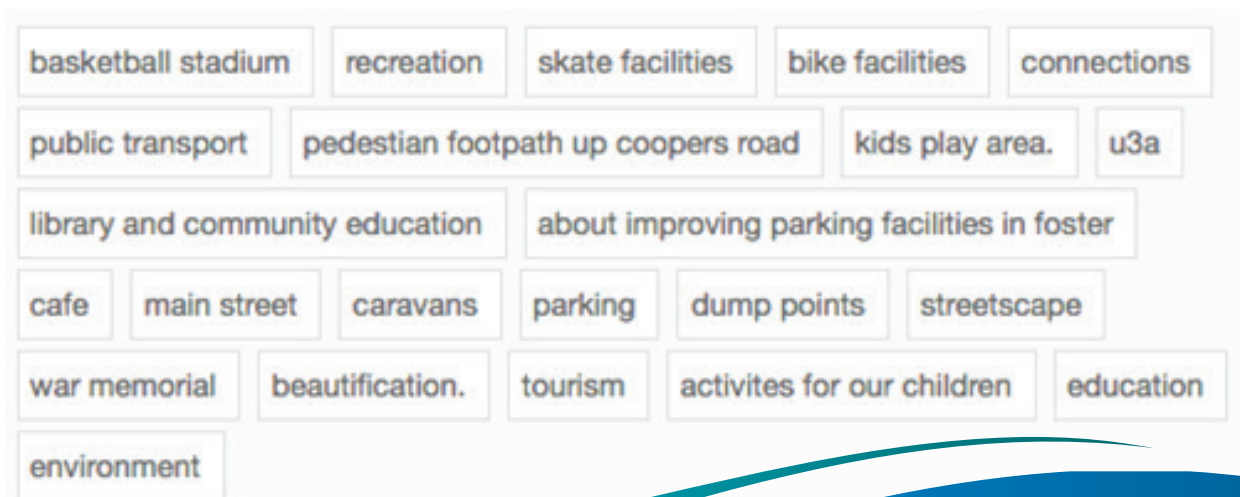 basketball stadium recreation skate facilities bike facilities connections
public transport pedestian footpath up coopers road kids play area. u3a
library and community education about improving parking facilities in foster
cafe main street caravans parking dump points streetscape
war memorial beautification. tourism activites for our children education
environment